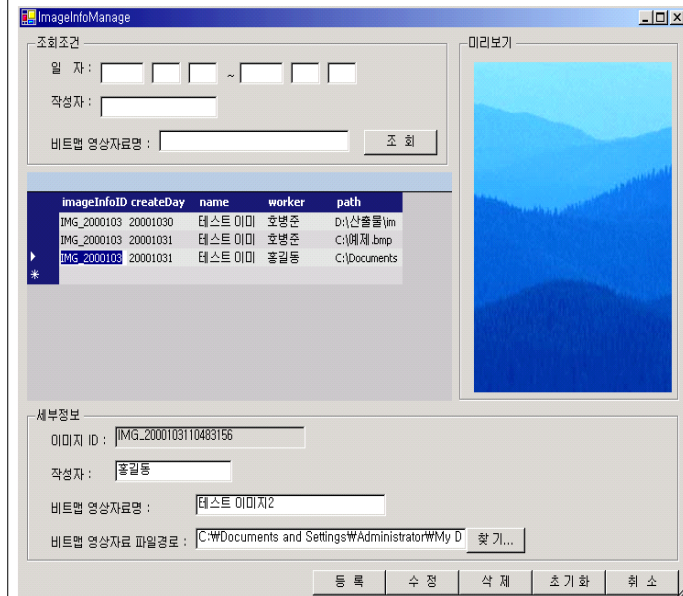 ImageInfoManage
조회조건
일 자 : ~
작성자 :
비트맵 영상자료명 : 조 회
미리보기
imageInfoID createDay name worker path
IMG_2000103 20001030 테스트 이미 호병준 D:\산출물\im
IMG_2000103 20001031 테스트 이미 호병준 C:\예제.bmp
IMG_2000103 20001031 테스트 이미 홍길동 C:\Documents
세부정보
이미지 ID : IMG_2000103110483156
작성자 : 홍길동
비트맵 영상자료명 : 테스트 이미지2
비트맵 영상자료 파일경로 : C:₩Documents and Settings₩Administrator₩My D 찾 기...
등 록 수 정 삭 제 초 기 화 취 소